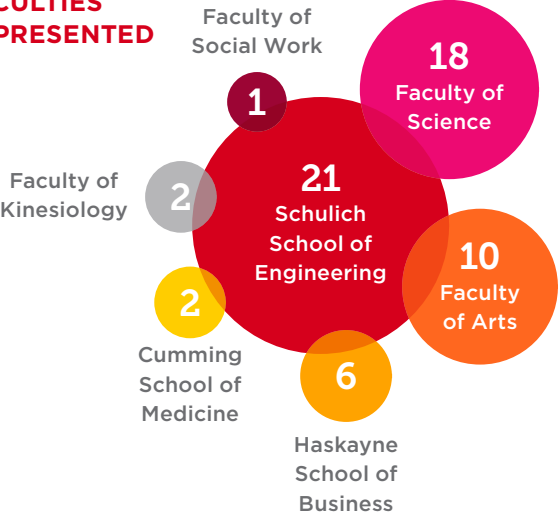 PRESENTED
Faculty of
Social Work
1
18
Faculty of
Science
Faculty of
Kinesiology
2
21
Schulich
School of
Engineering
10
Faculty
of Arts
2
Cumming
School of
Medicine
6
Haskayne
School of
Business